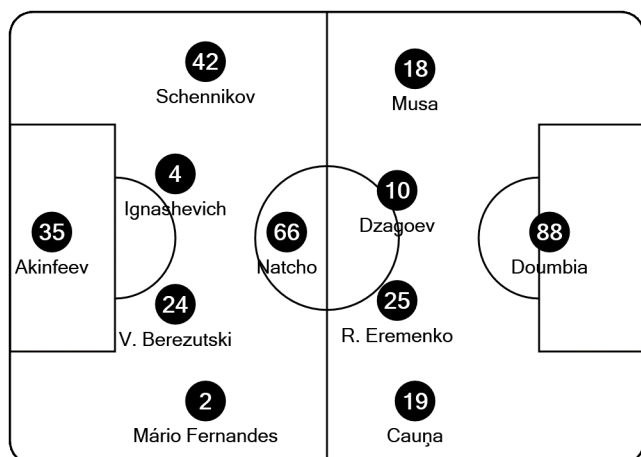 42
Schennikov
18
Musa
4
Ignashevich
10
Dzagoev
35
Akinfeev
66
Natcho
88
Doumbia
24
V. Berezutski
25
R. Eremenko
2
Mário Fernandes
19
Cauņa